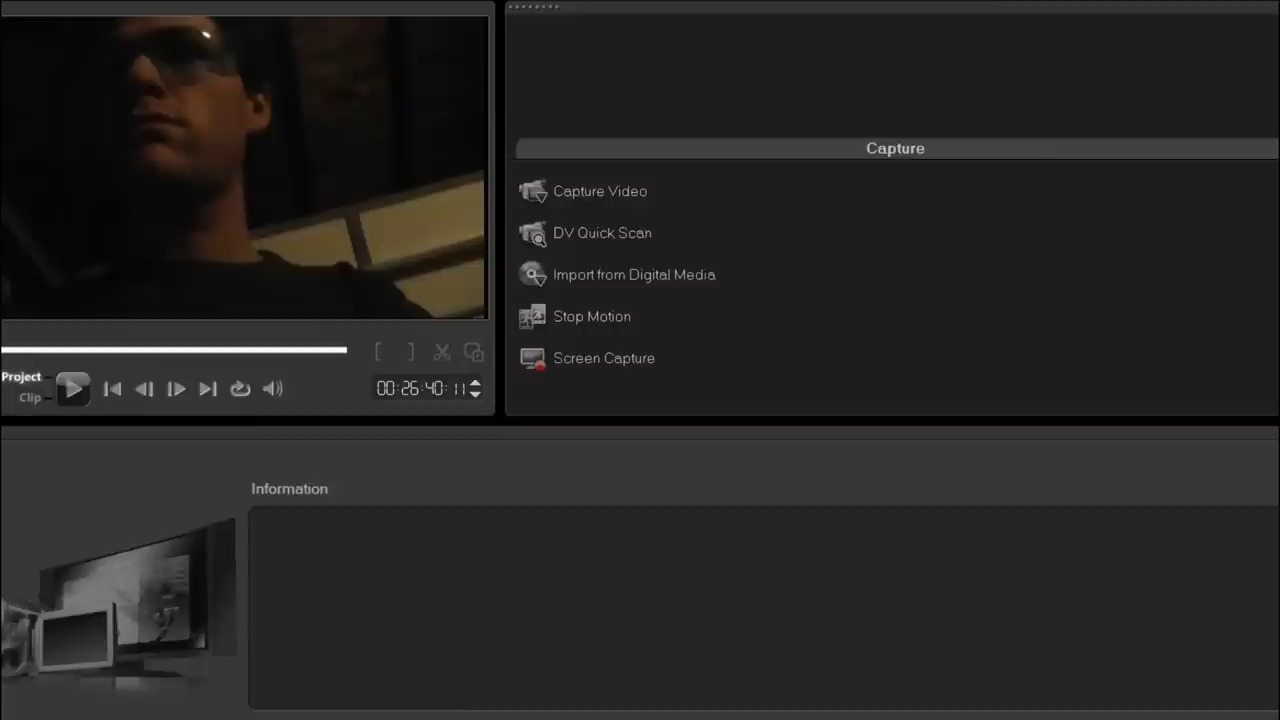 Capture
Capture Video
DV Quick Scan
Import from Digital Media
Stop Motion
Screen Capture
Project
Clip
00:26:40:11
Information